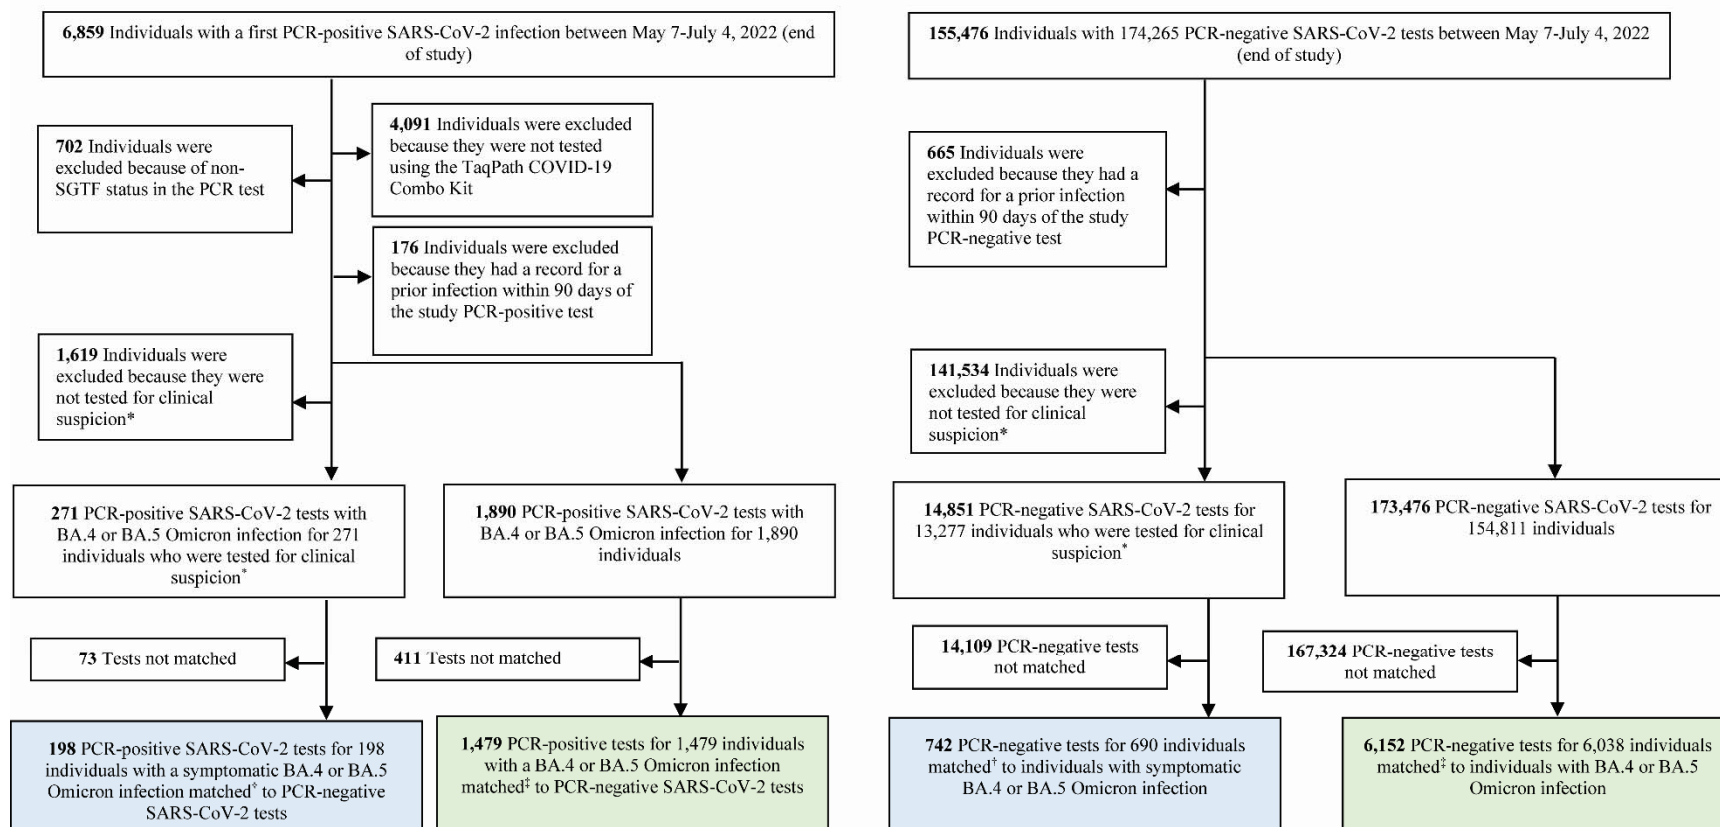 6,859 Individuals with a first PCR-positive SARS-CoV-2 infection between May 7-July 4, 2022 (end
of study)
702 Individuals were
excluded because of non-
SGTF status in the PCR test
4,091 Individuals were excluded
because they were not tested
using the TaqPath COVID-19
Combo Kit
176 Individuals were excluded
because they had a record for a
prior infection within 90 days of
the study PCR-positive test
1,619 Individuals were
excluded because they were
not tested for clinical
suspicion*
271 PCR-positive SARS-CoV-2 tests with
BA.4 or BA.5 Omicron infection for 271
individuals who were tested for clinical
suspicion*
1,890 PCR-positive SARS-CoV-2 tests with
BA.4 or BA.5 Omicron infection for 1,890
individuals
73 Tests not matched
411 Tests not matched
198 PCR-positive SARS-CoV-2 tests for 198
individuals with a symptomatic BA.4 or BA.5
Omicron infection matched† to PCR-negative
SARS-CoV-2 tests
1,479 PCR-positive tests for 1,479 individuals
with a BA.4 or BA.5 Omicron infection
matched‡ to PCR-negative SARS-CoV-2 tests
155,476 Individuals with 174,265 PCR-negative SARS-CoV-2 tests between May 7-July 4, 2022
(end of study)
665 Individuals were
excluded because they had a
record for a prior infection
within 90 days of the study
PCR-negative test
141,534 Individuals were
excluded because they were
not tested for clinical
suspicion*
14,851 PCR-negative SARS-CoV-2 tests for
13,277 individuals who were tested for clinical
suspicion*
173,476 PCR-negative SARS-CoV-2 tests for
154,811 individuals
14,109 PCR-negative tests
not matched
167,324 PCR-negative tests
not matched
742 PCR-negative tests for 690 individuals
matched† to individuals with symptomatic
BA.4 or BA.5 Omicron infection
6,152 PCR-negative tests for 6,038 individuals
matched‡ to individuals with BA.4 or BA.5
Omicron infection